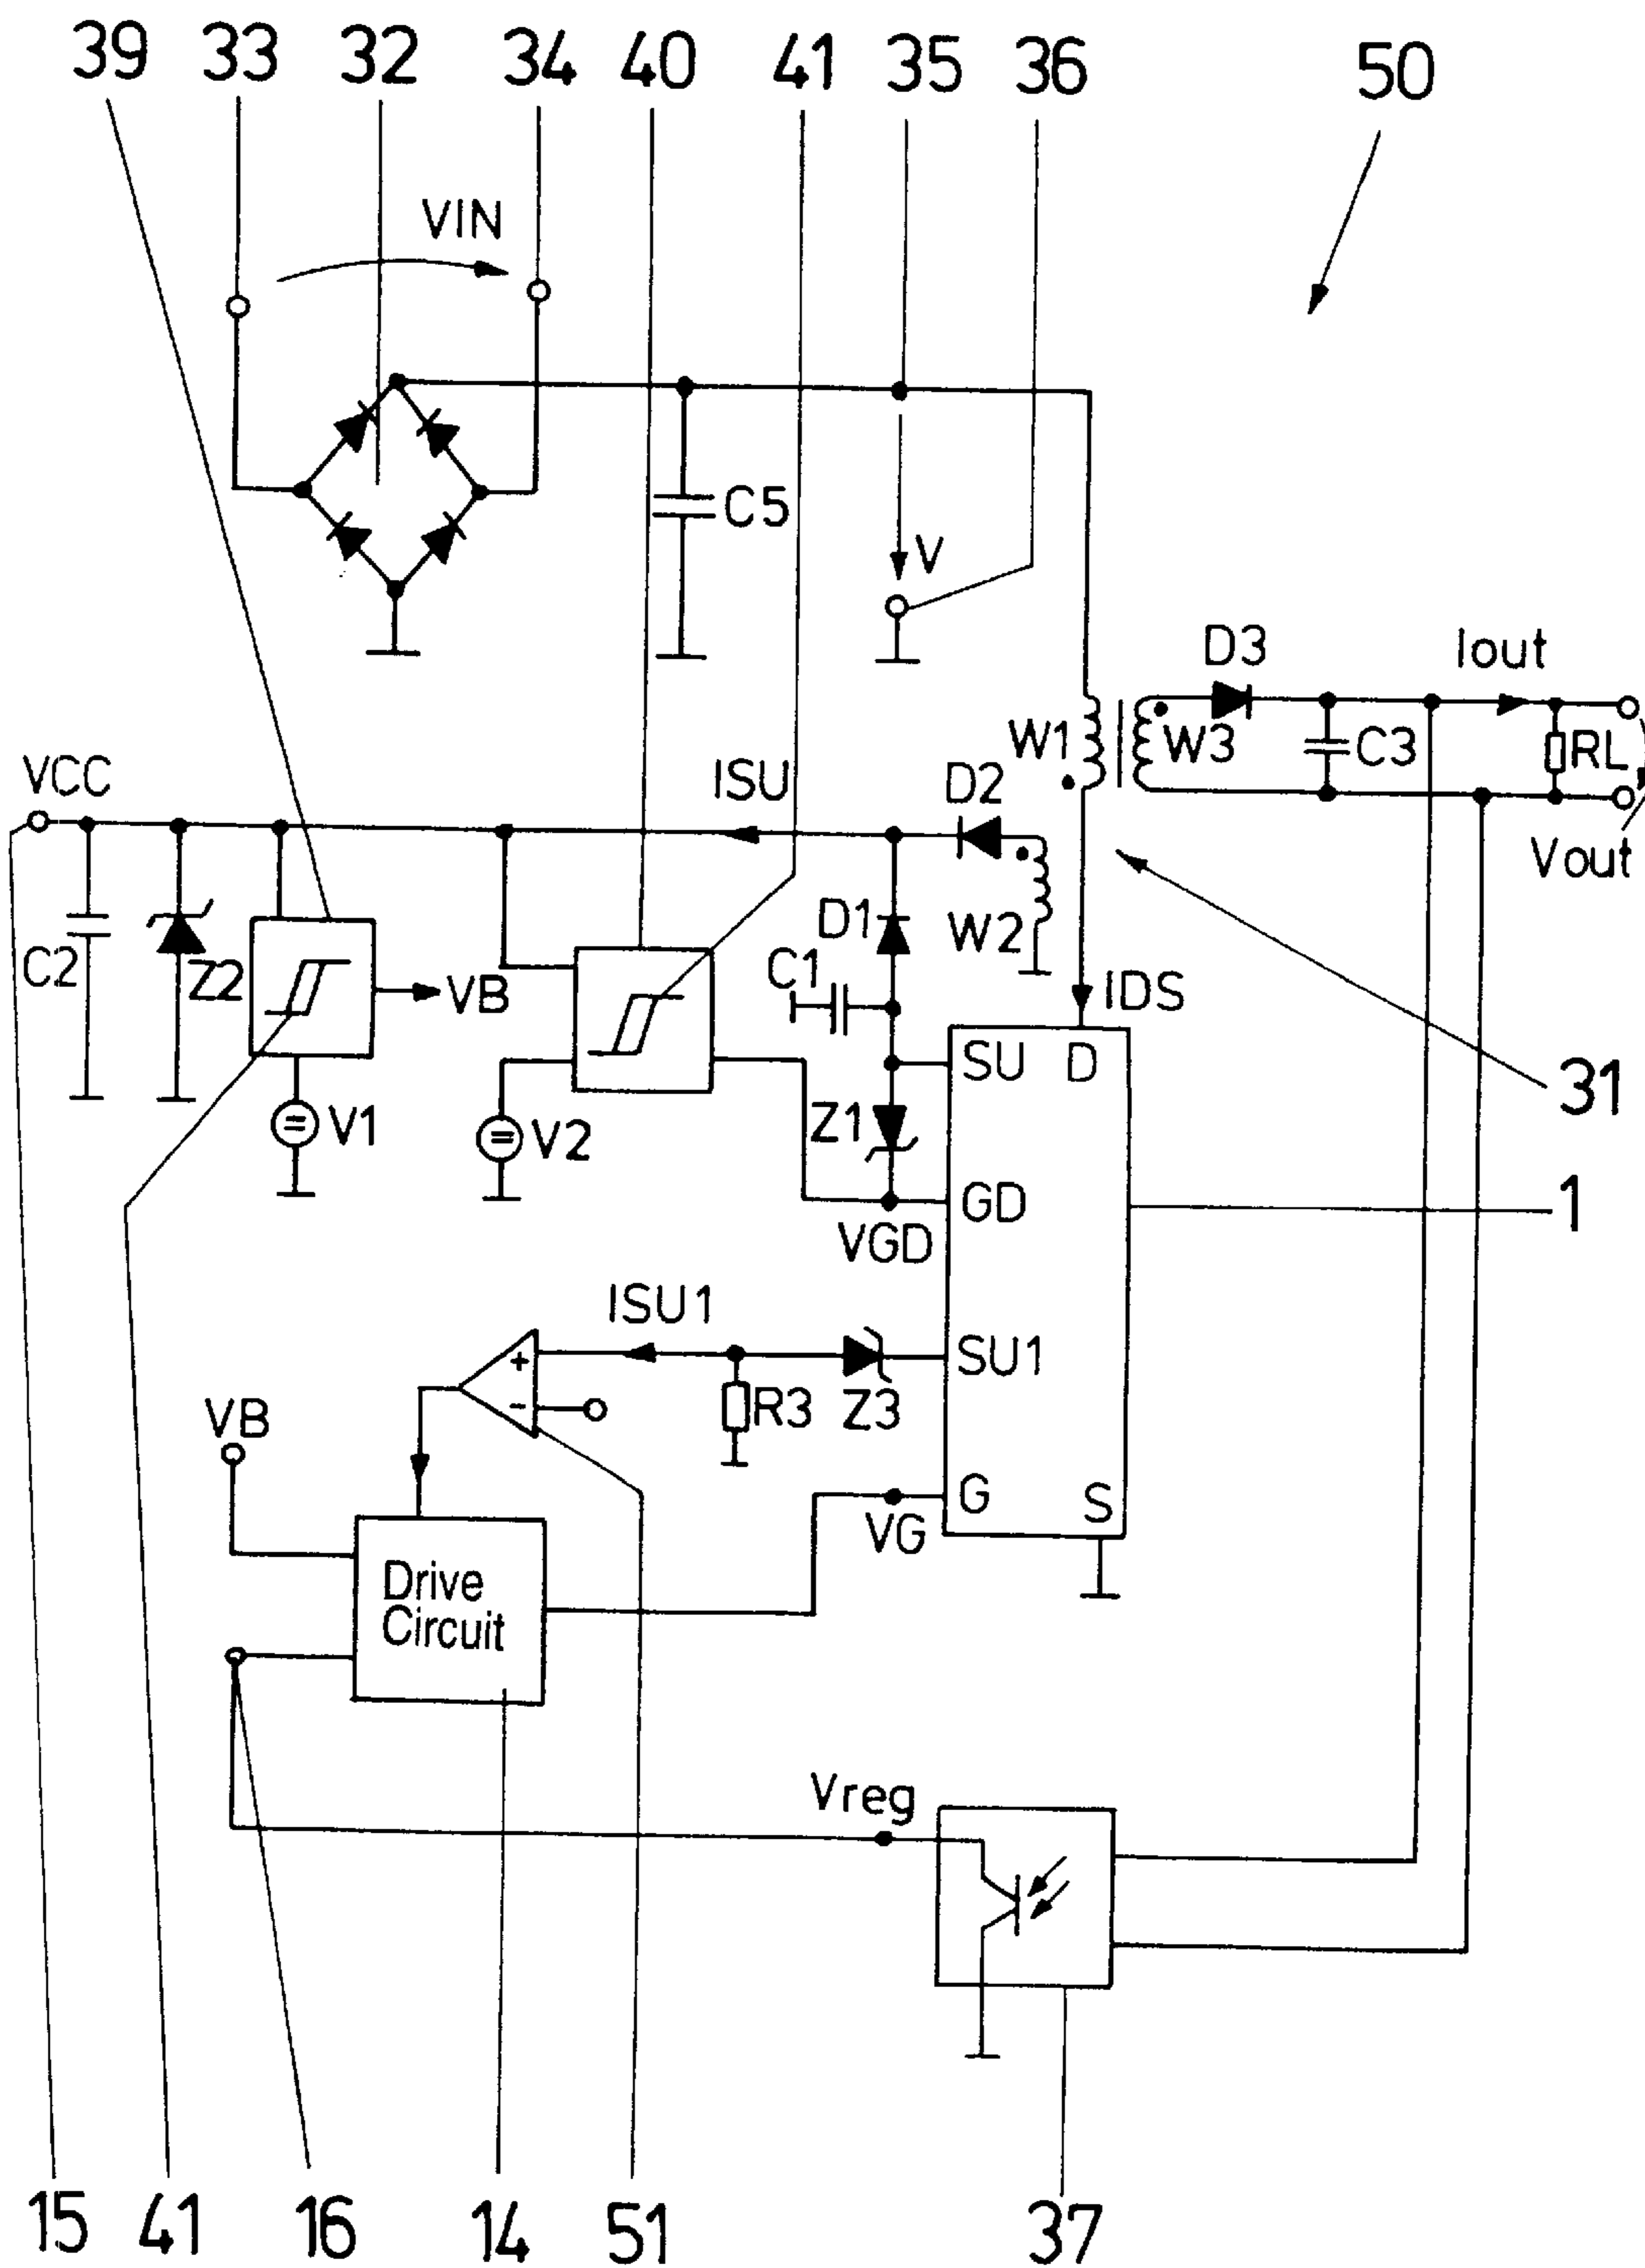 39 33 32 34 40 41 35 36 50
VIN
C5
V
D3 Iout
W1 W3 C3 RL
VCC ISU D2
Vout
C2 Z2 VB D1 W2
C1 IDS
SU D
31
V1 V2 Z1
GD
1
VGD
ISU1
+ SU1
- R3 Z3
VB
G S
VG
Drive
Circuit
Vreg
15 41 16 14 51 37